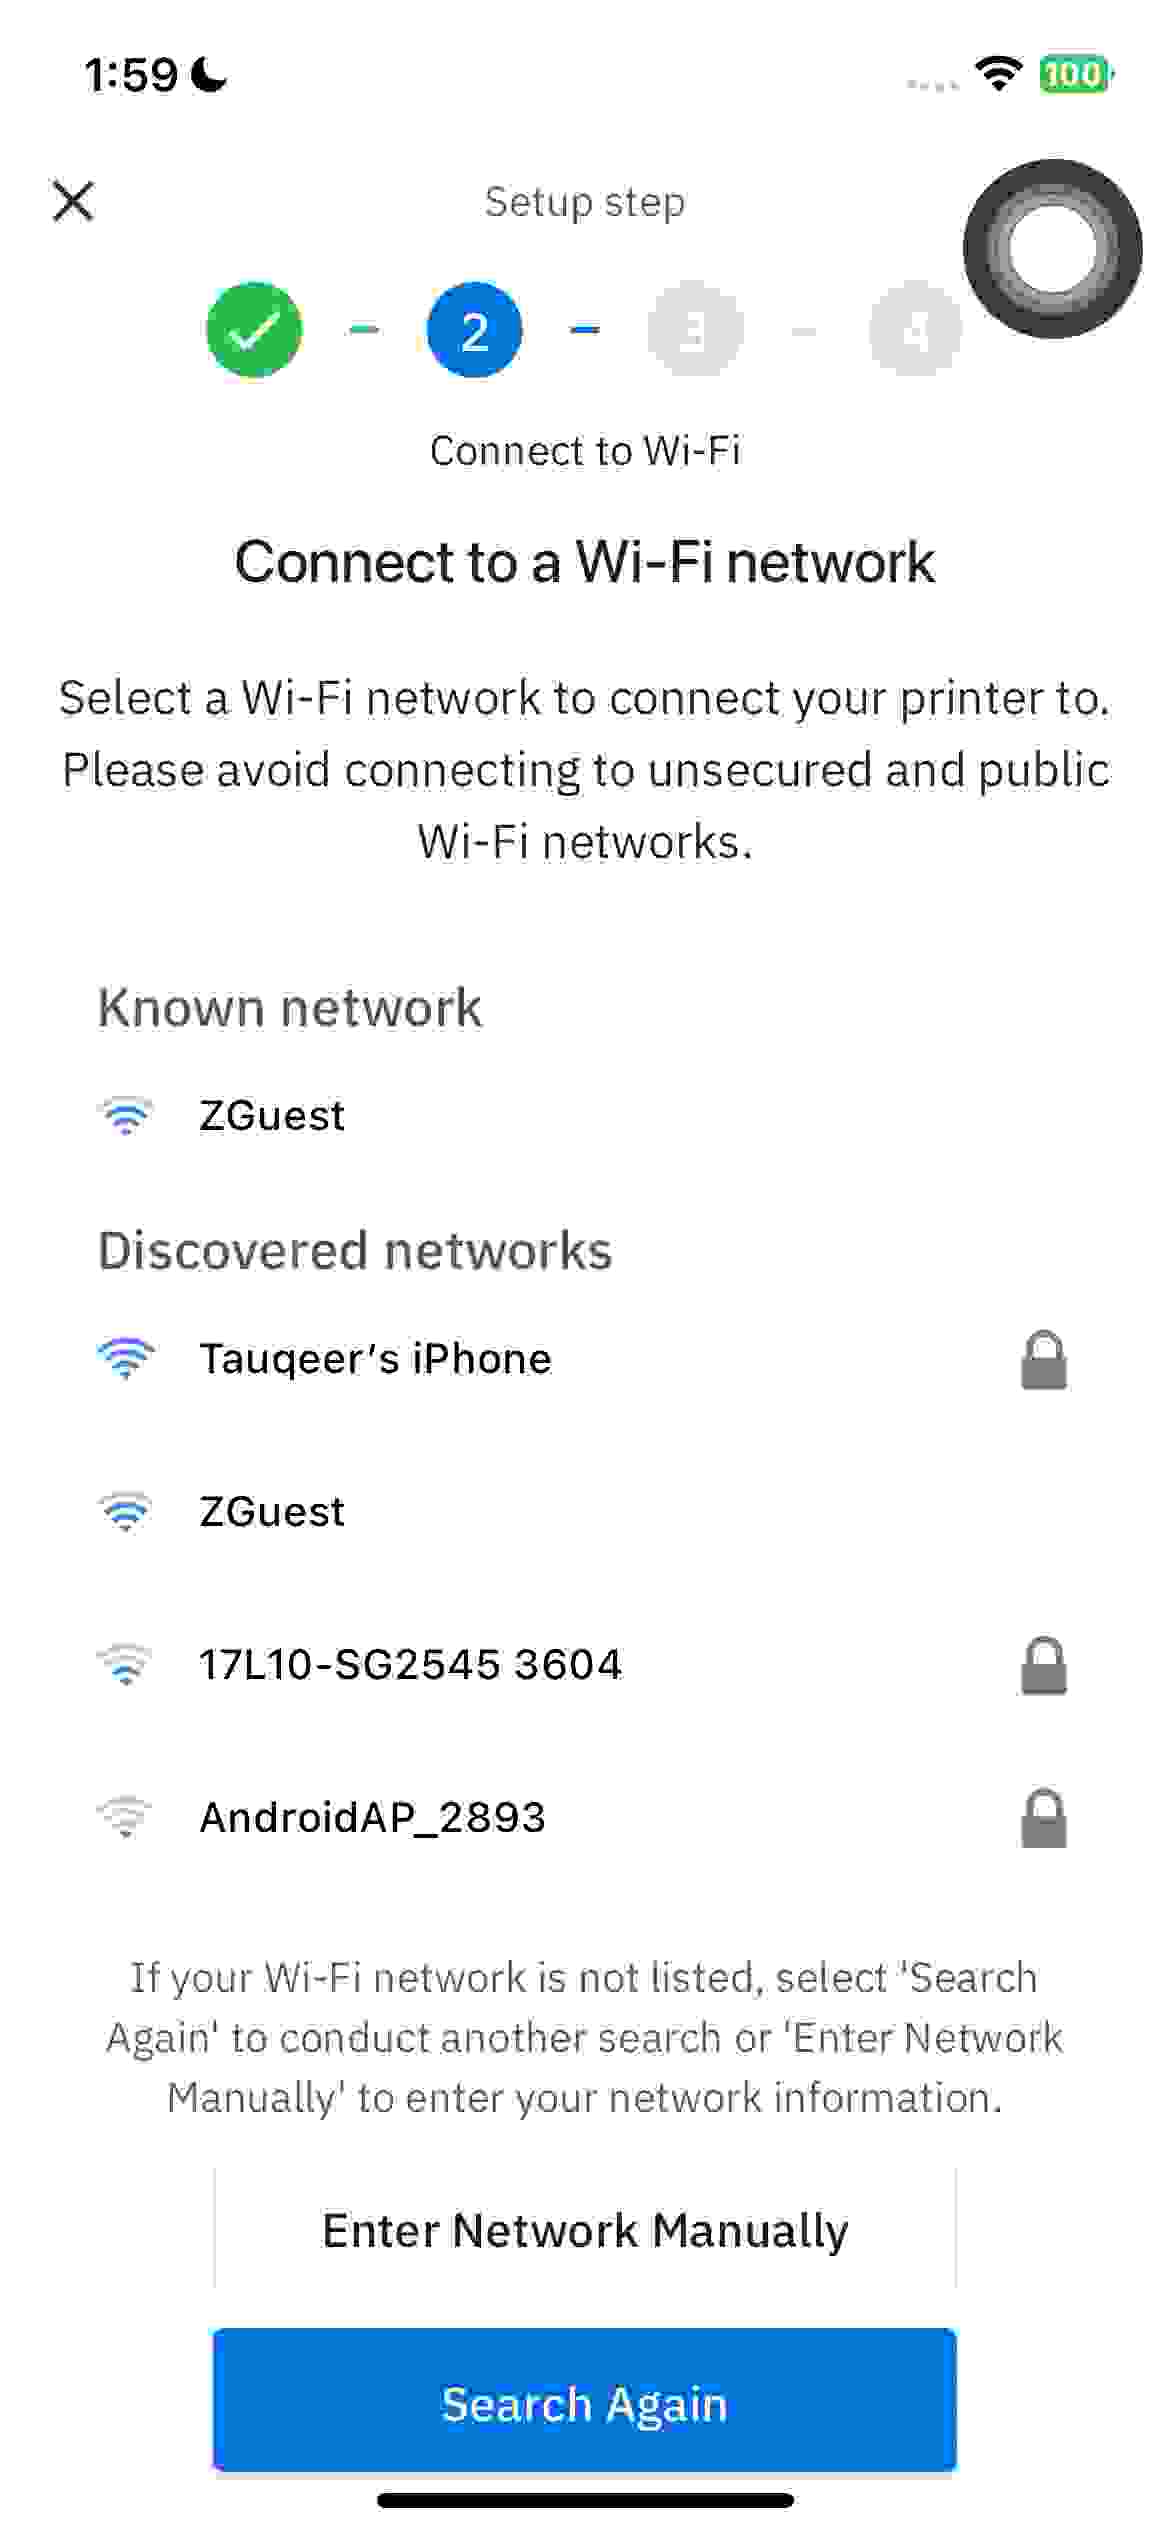 1:59
100
Setup step
2
3
4
Connect to Wi-Fi
Connect to a Wi-Fi network
Select a Wi-Fi network to connect your printer to.
Please avoid connecting to unsecured and public
Wi-Fi networks.
Known network
ZGuest
Discovered networks
Tauqeer's iPhone
ZGuest
17L10-SG2545 3604
AndroidAP_2893
If your Wi-Fi network is not listed, select 'Search
Again' to conduct another search or 'Enter Network
Manually' to enter your network information.
Enter Network Manually
Search Again